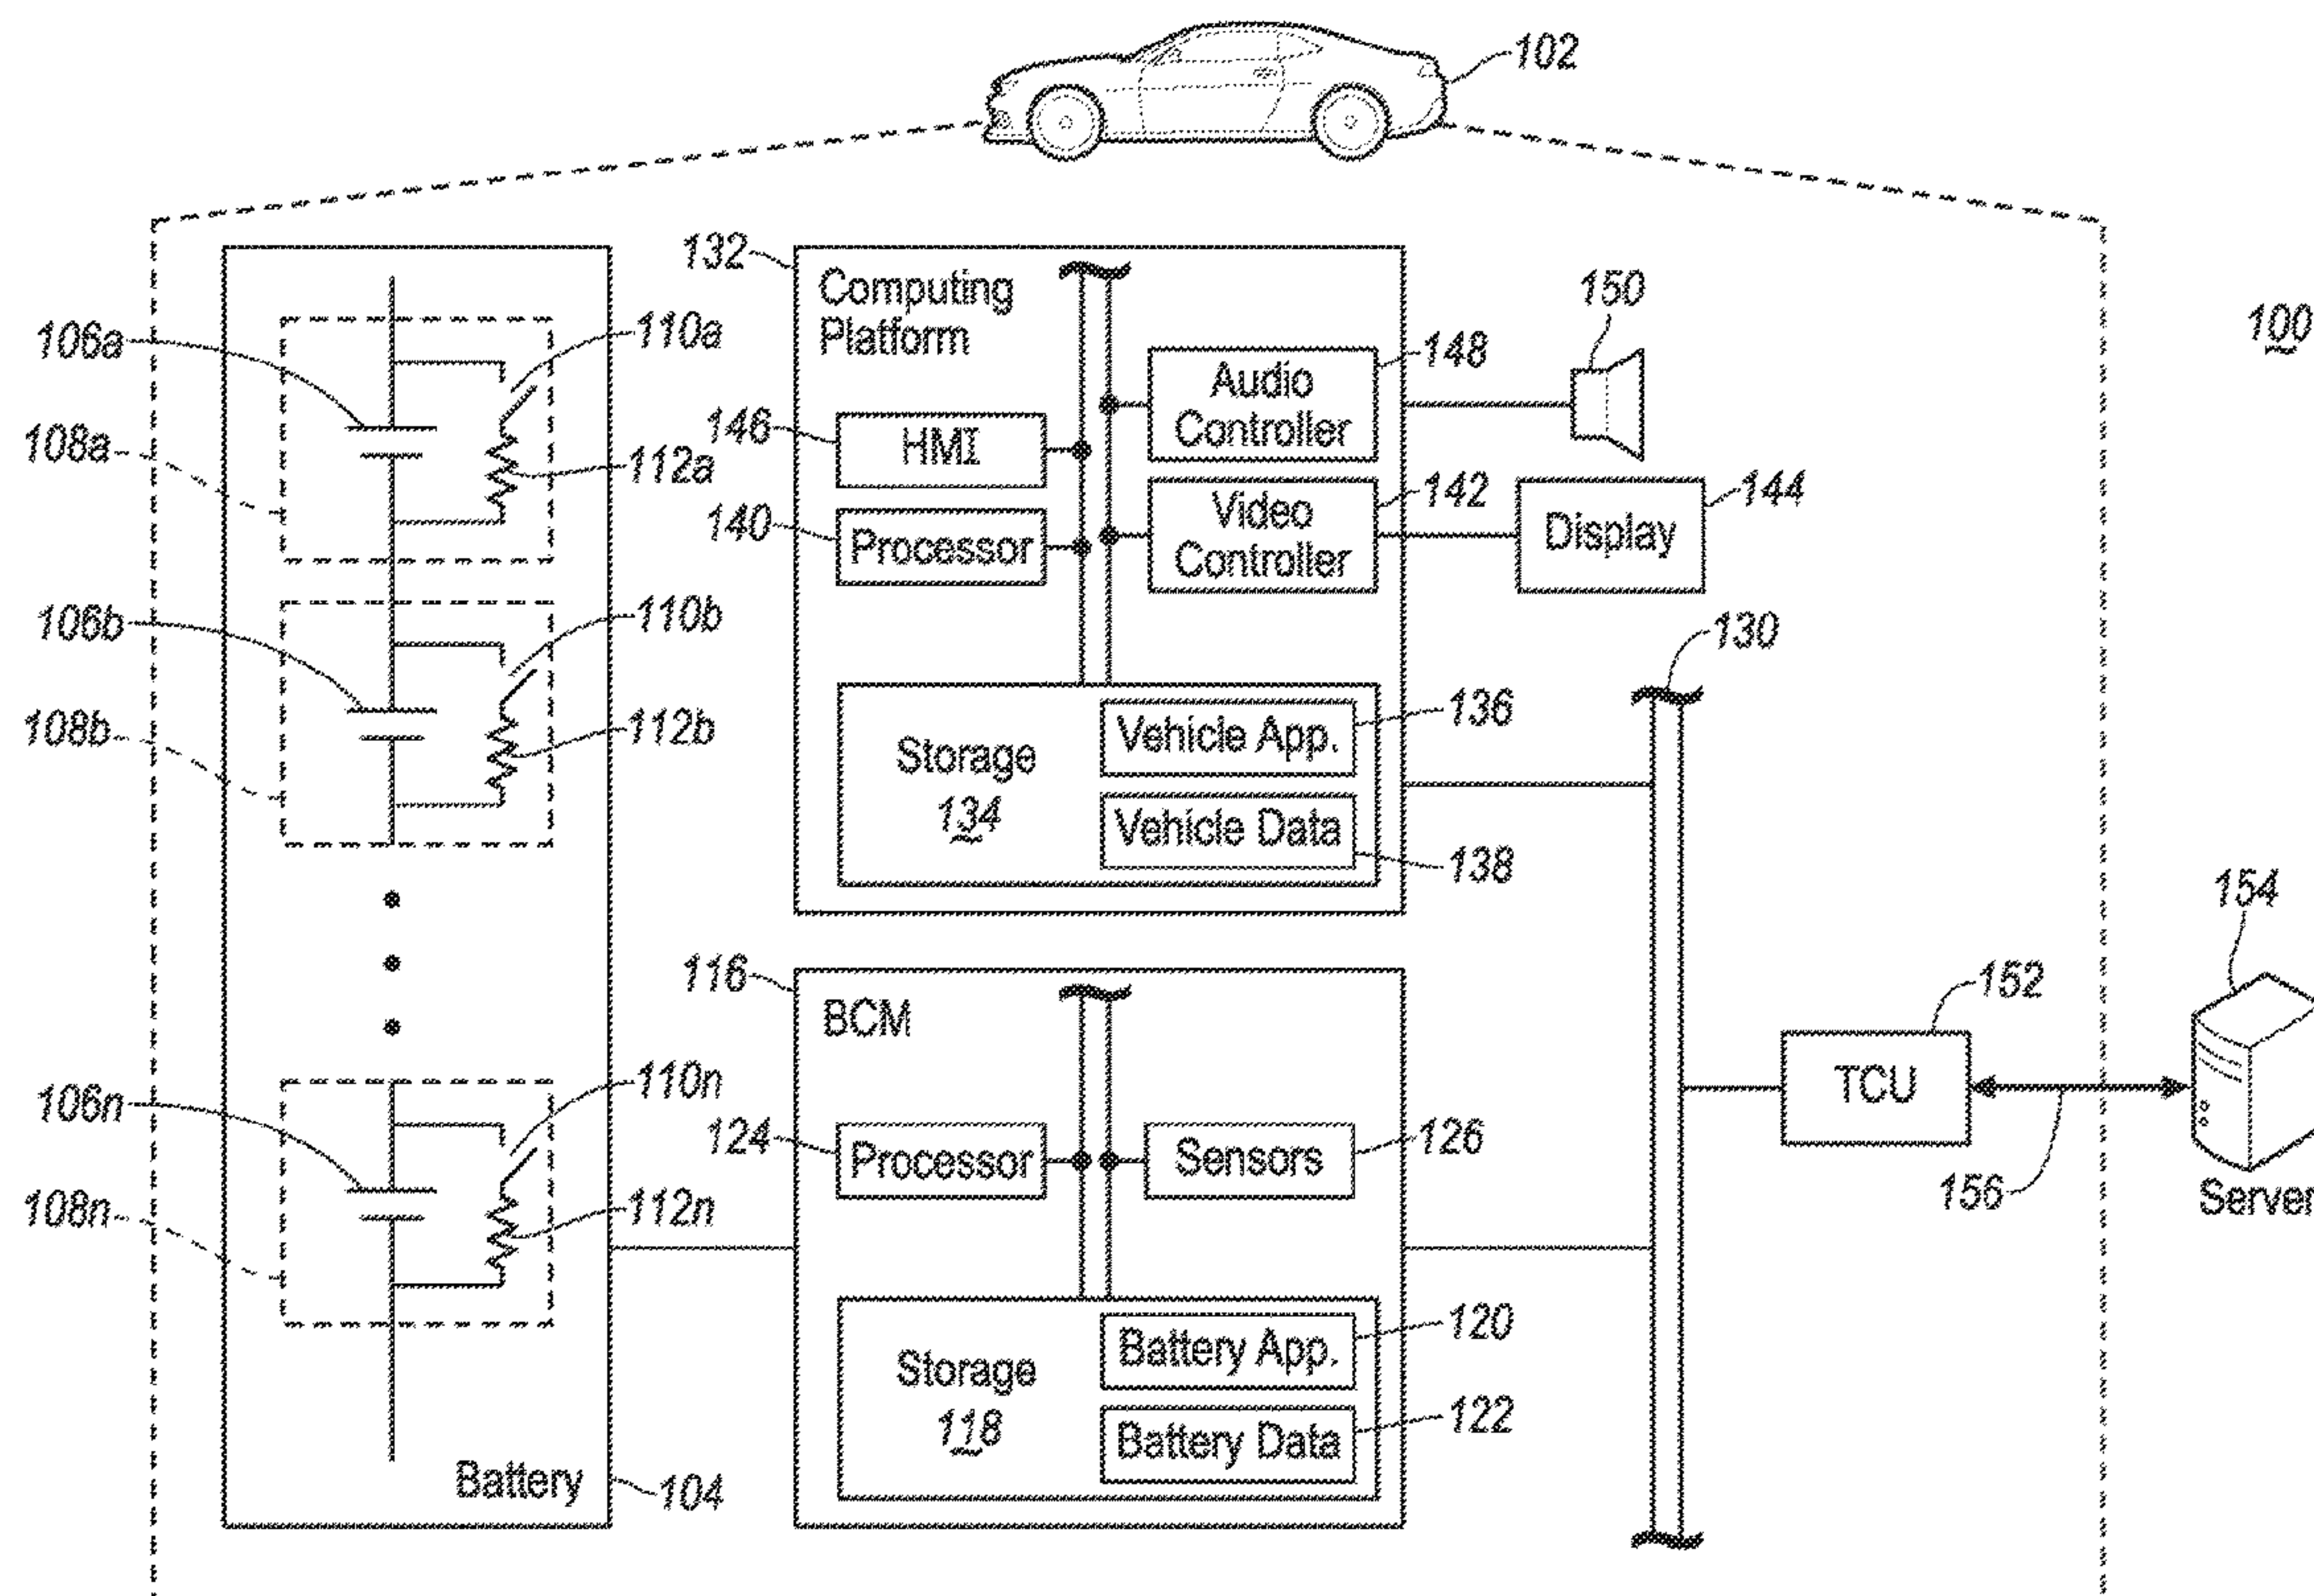 102
100
132
Computing
Platform
150
106a
110a
148
Audio
Controller
108a
112a
146
HMI
142
144
140
Processor
Video
Controller
Display
106b
110b
130
108b
112b
Storage
134
Vehicle App.
136
Vehicle Data
138
154
116
BCM
152
106n
110n
TCU
124
Processor
Sensors
126
108n
112n
156
Server
Storage
118
Battery App.
120
Battery Data
122
Battery
104